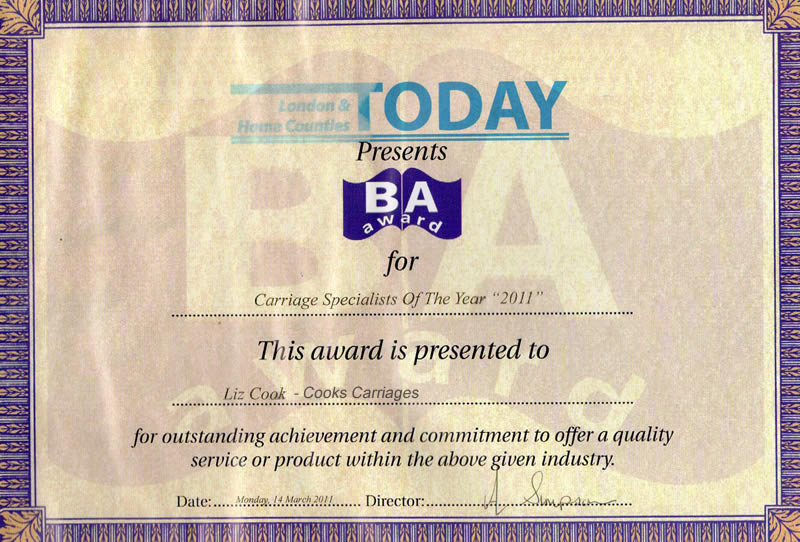 London &
Home Counties TODAY
Presents
BA
award
for
Carriage Specialists Of The Year "2011"
This award is presented to
Liz Cook - Cooks Carriages
for outstanding achievement and commitment to offer a quality
service or product within the above given industry.
Date: Monday, 14 March 2011 Director: A Simpson